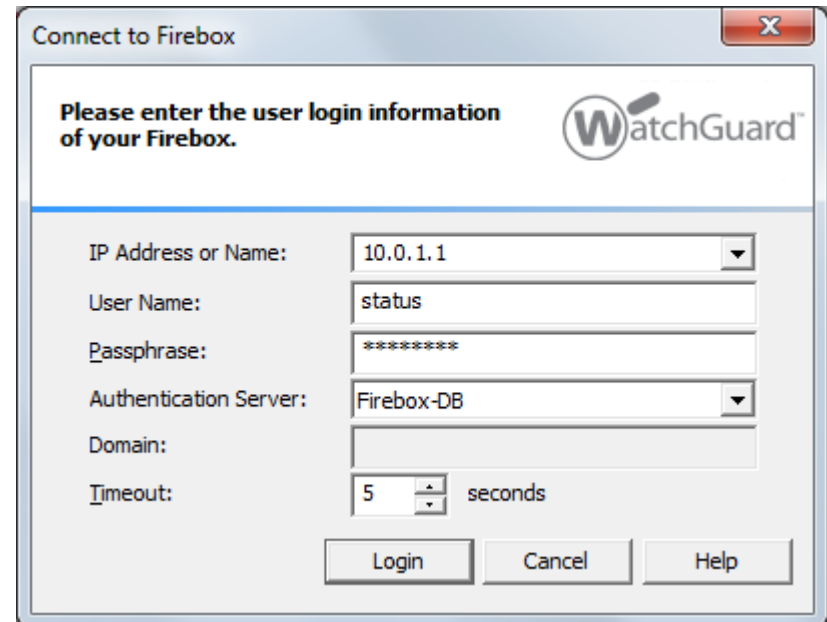 Connect to Firebox
Please enter the user login information
of your Firebox.
WatchGuard™
IP Address or Name: 10.0.1.1
User Name: status
Passphrase: ********
Authentication Server: Firebox-DB
Domain:
Timeout: 5 seconds
Login Cancel Help